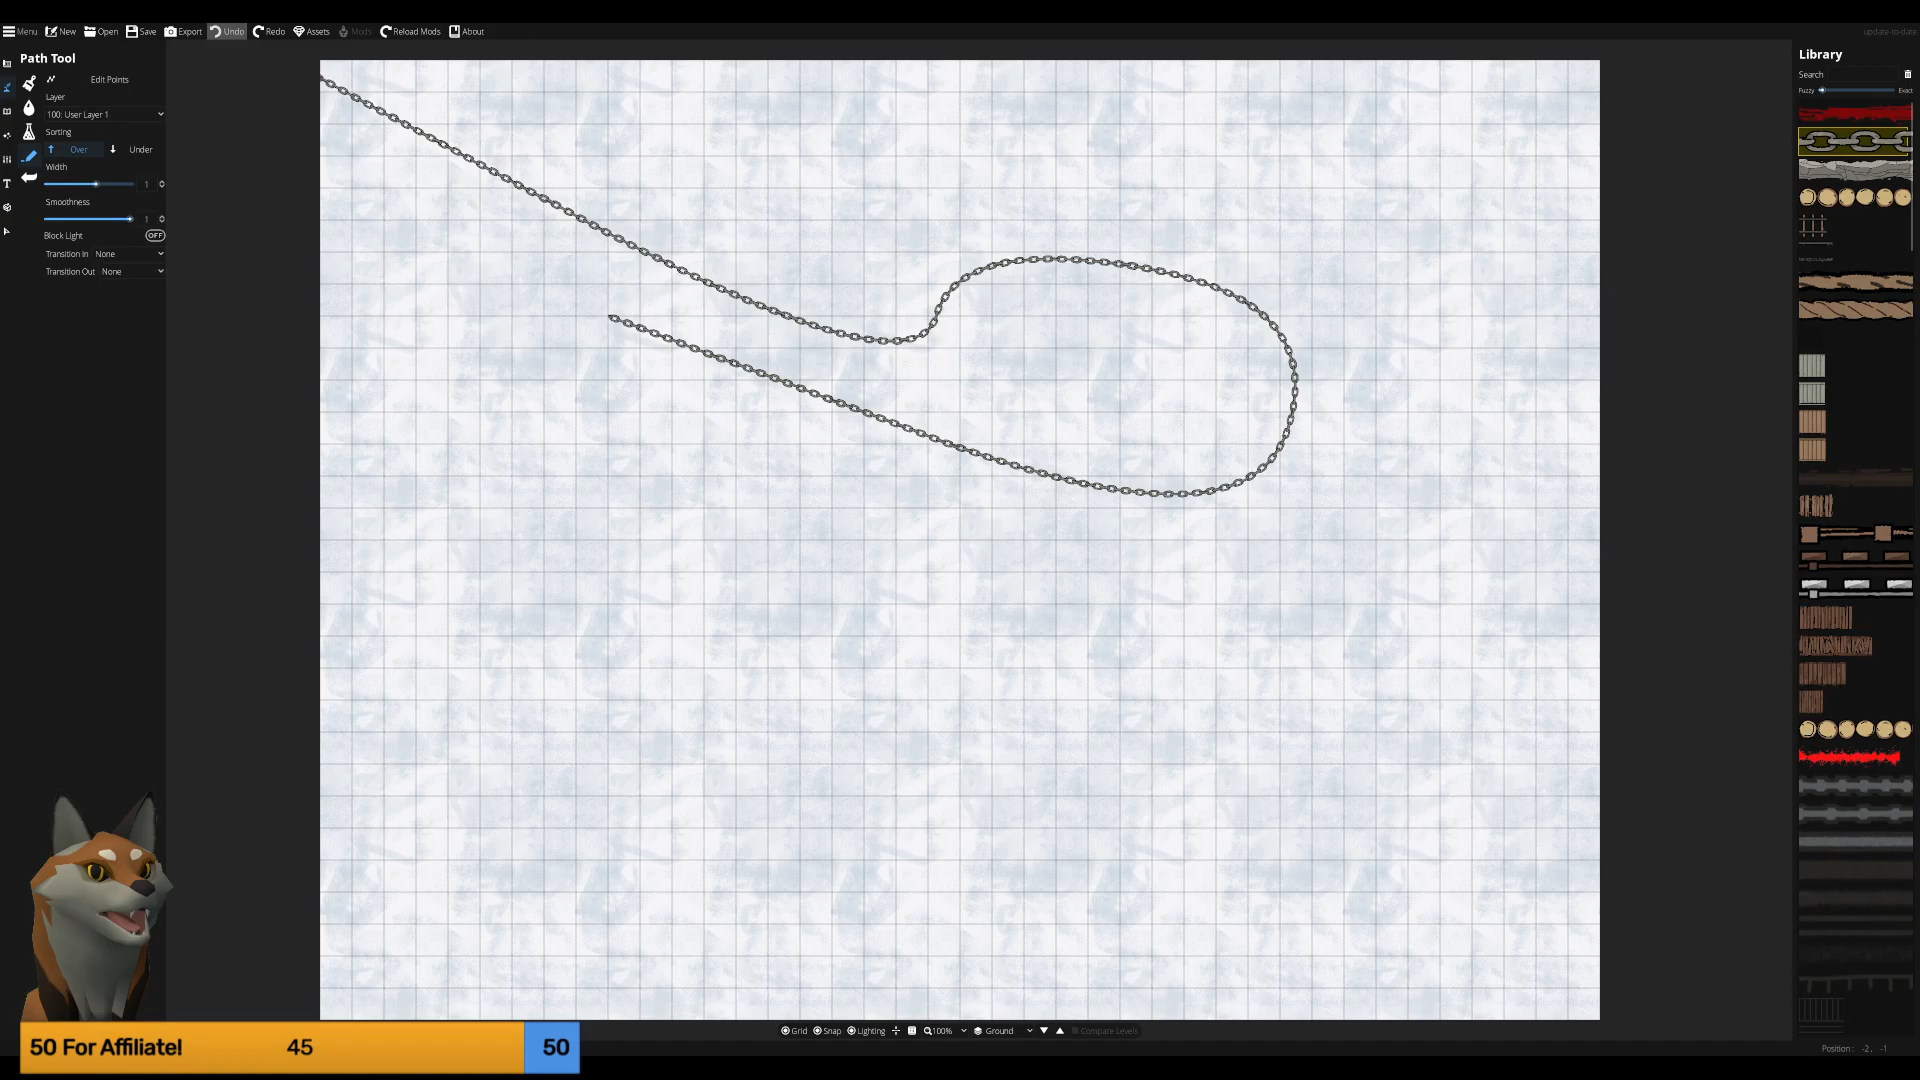 Menu New Open Save Export Undo Redo Assets Mods Reload Mods About update-to-date
Path Tool
Edit Points
Layer
100: User Layer 1
Sorting
Over Under
Width
1
Smoothness
1
Block Light OFF
Transition In None
Transition Out None
Library
Search
Fuzzy Exact
50 For Affiliate! 45 50
Grid Snap Lighting 100% Ground Compare Levels
Position: -2, -1